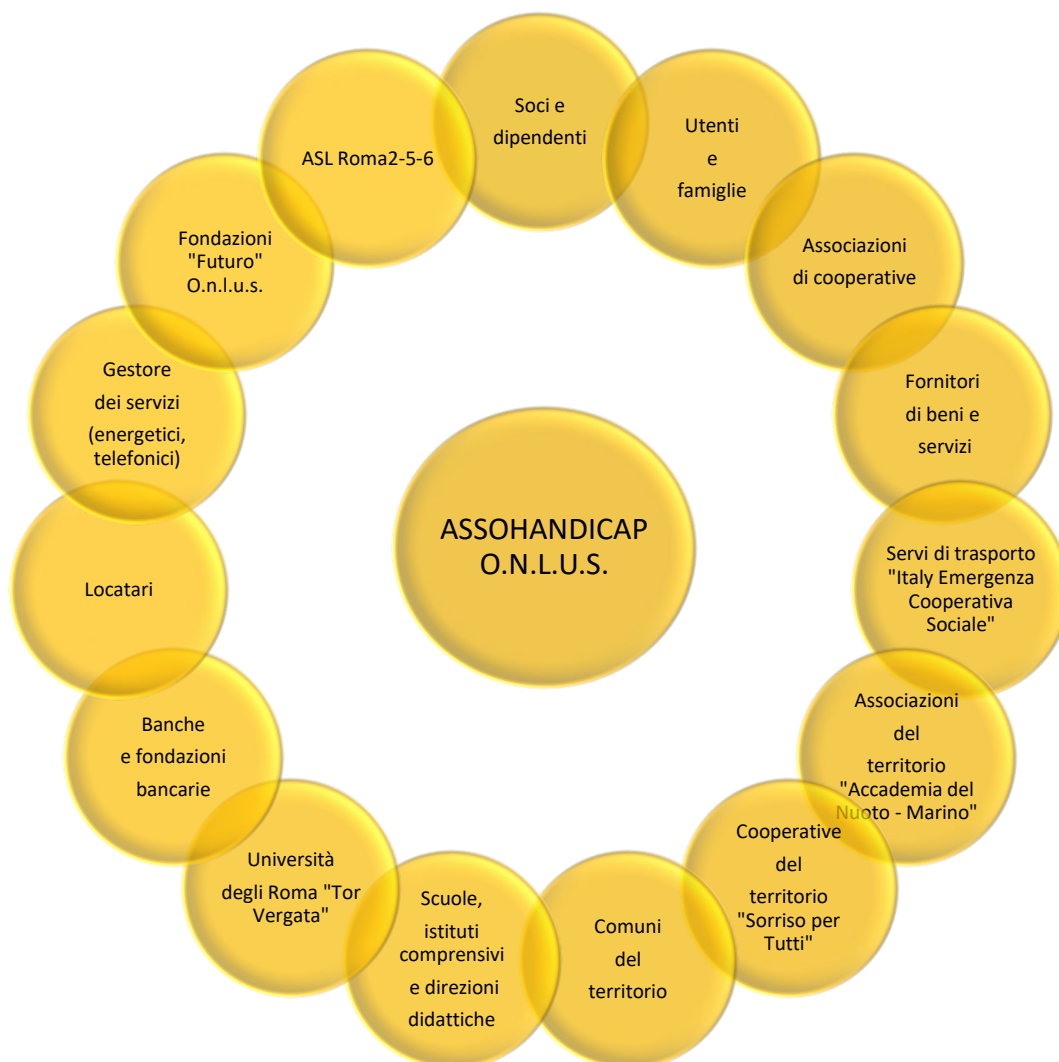 Soci e
dipendenti
Utenti
e
famiglie
Associazioni
di cooperative
Fornitori
di beni e
servizi
Servi di trasporto
"Italy Emergenza
Cooperativa
Sociale"
Associazioni
del
territorio
"Accademia del
Nuoto - Marino"
Cooperative
del
territorio
"Sorriso per
Tutti"
Comuni
del
territorio
Scuole,
istituti
comprensivi
e direzioni
didattiche
Università
degli Roma "Tor
Vergata"
Banche
e fondazioni
bancarie
Locatari
Gestore
dei servizi
(energetici,
telefonici)
Fondazioni
"Futuro"
O.n.l.u.s.
ASL Roma2-5-6
ASSOHANDICAP
O.N.L.U.S.